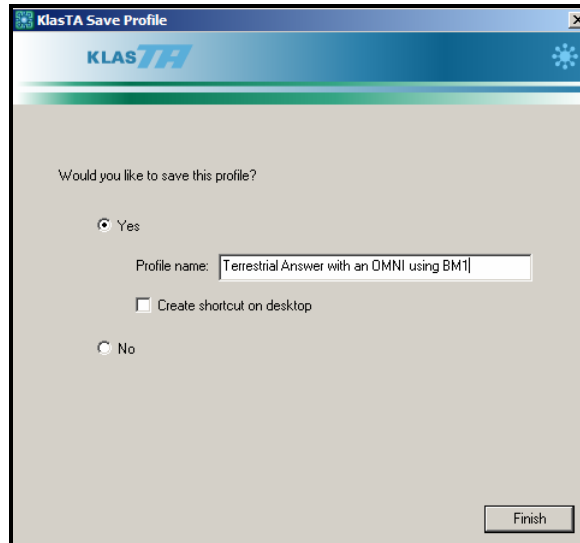 KlasTA Save Profile
KLASTA
Would you like to save this profile?
Yes
Profile name: Terrestrial Answer with an OMNI using BM1
Create shortcut on desktop
No
Finish